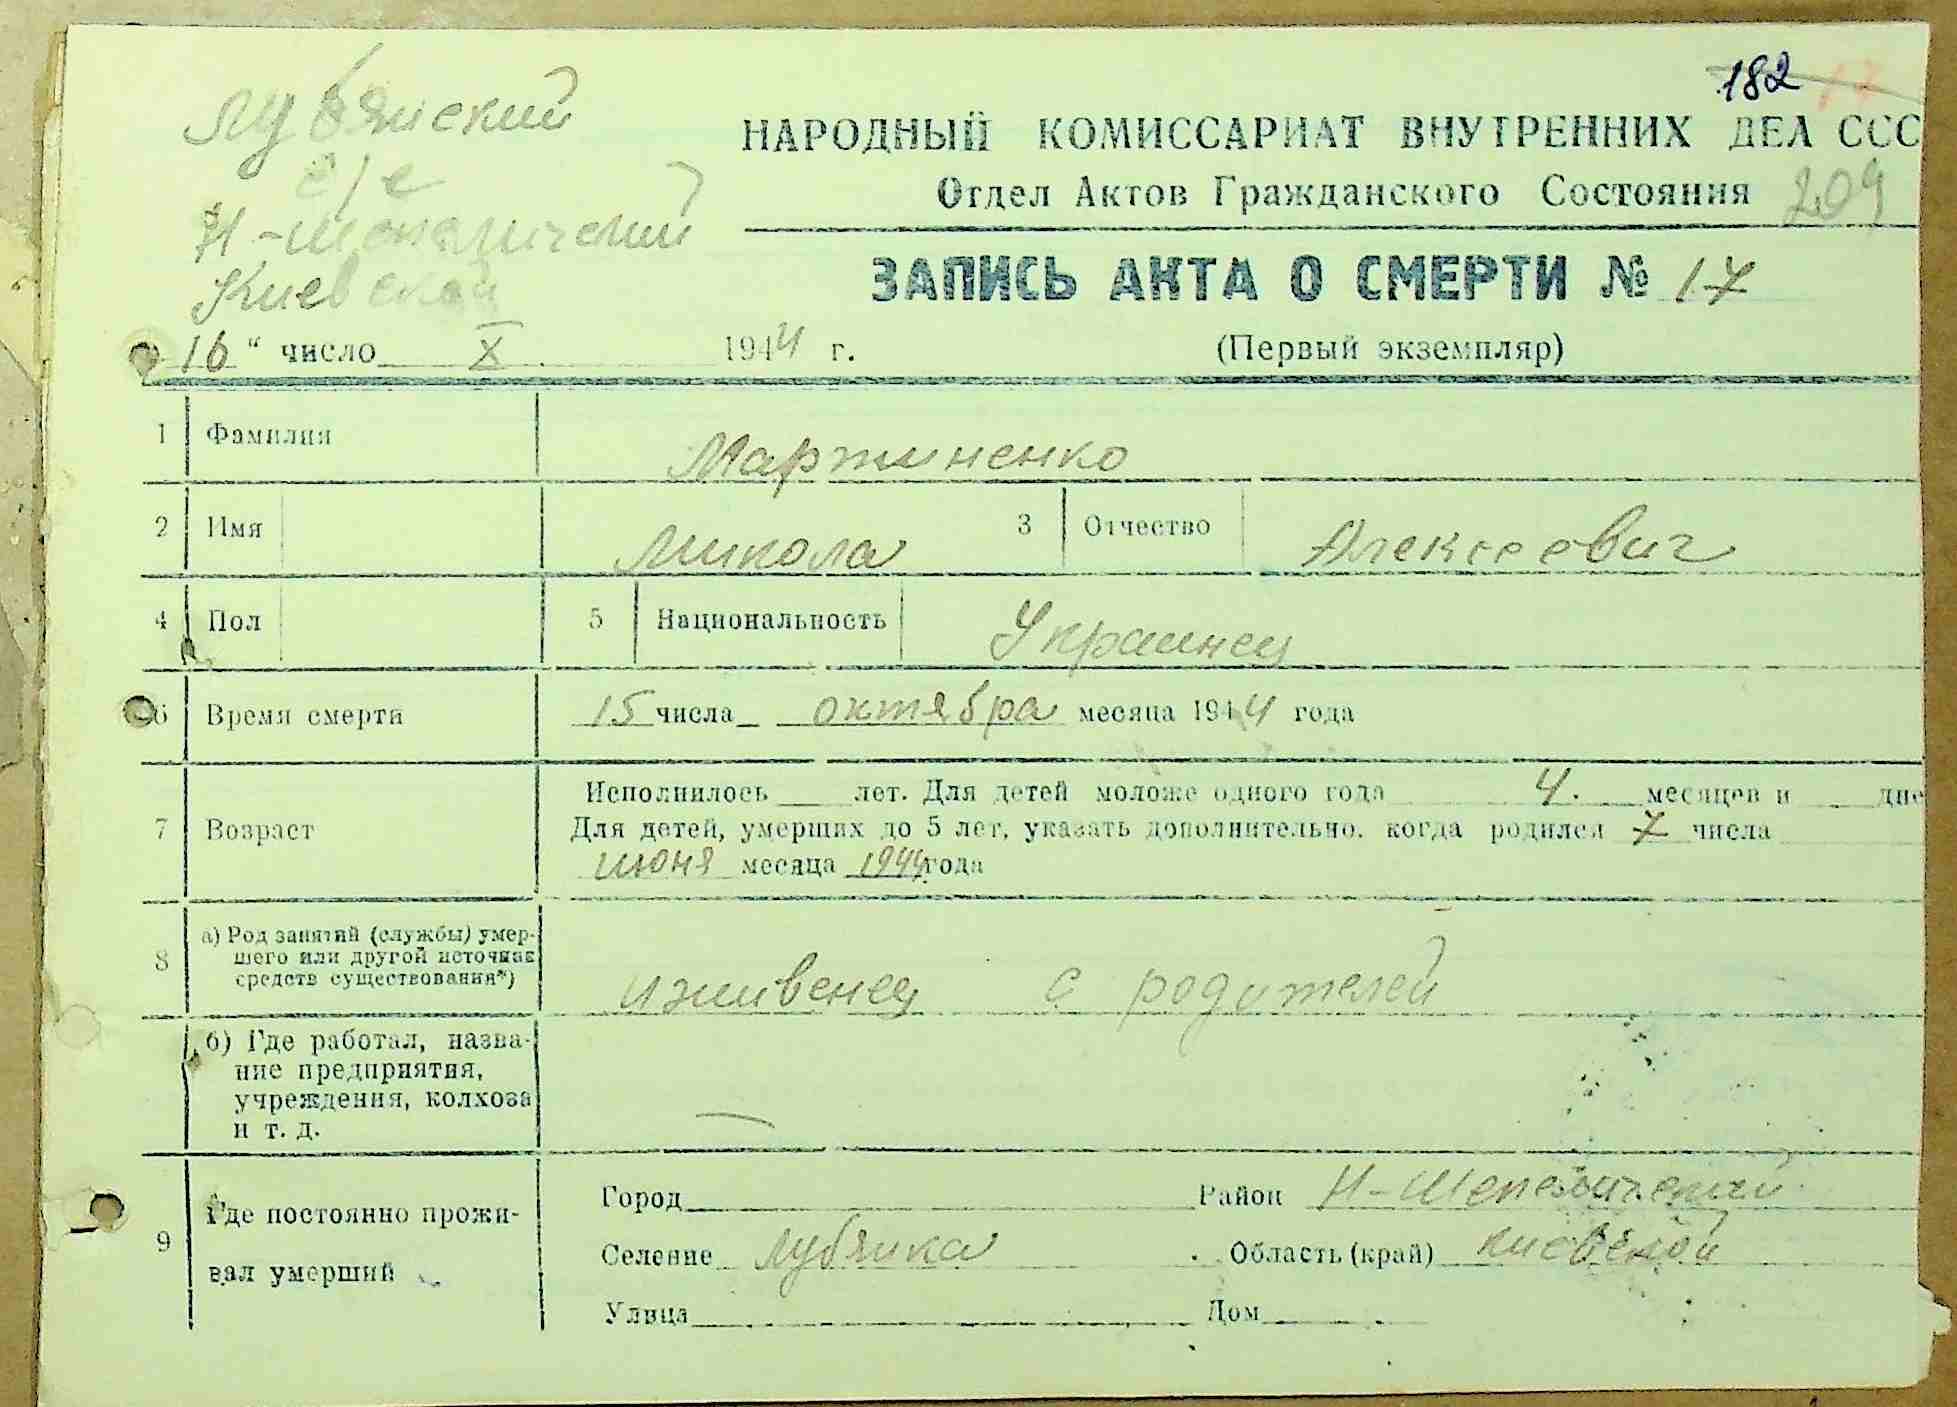 182 17
Лубянский
НАРОДНЫЙ КОМИССАРИАТ ВНУТРЕННИХ ДЕЛ ССС
с/с
Отдел Актов Гражданского Состояния 209
Н-Шепеличский
Киевской
ЗАПИСЬ АКТА О СМЕРТИ № 17
16 " число X 1944 г.
(Первый экземпляр)
1 Фамилия Мартиненко
2 Имя Микола 3 Отчество Алексеевич
4 Пол 5 Национальность Украинец
6 Время смерти 15 числа октября месяца 1944 года
7 Возраст
Исполнилось лет. Для детей моложе одного года 4. месяцев и дне
Для детей, умерших до 5 лет, указать дополнительно, когда родился 7 числа
июня месяца 1944 года
8 а) Род занятий (службы) умер-
шего или другой источник
средств существования*)
иживенец с родителей
б) Где работал, назва-
ние предприятия,
учреждения, колхоза
и т. д.
—
9 Где постоянно прожи-
вал умерший
Город Район Н-Шепеличский
Селение Лубянка Область (край) Киевской
Улица Дом